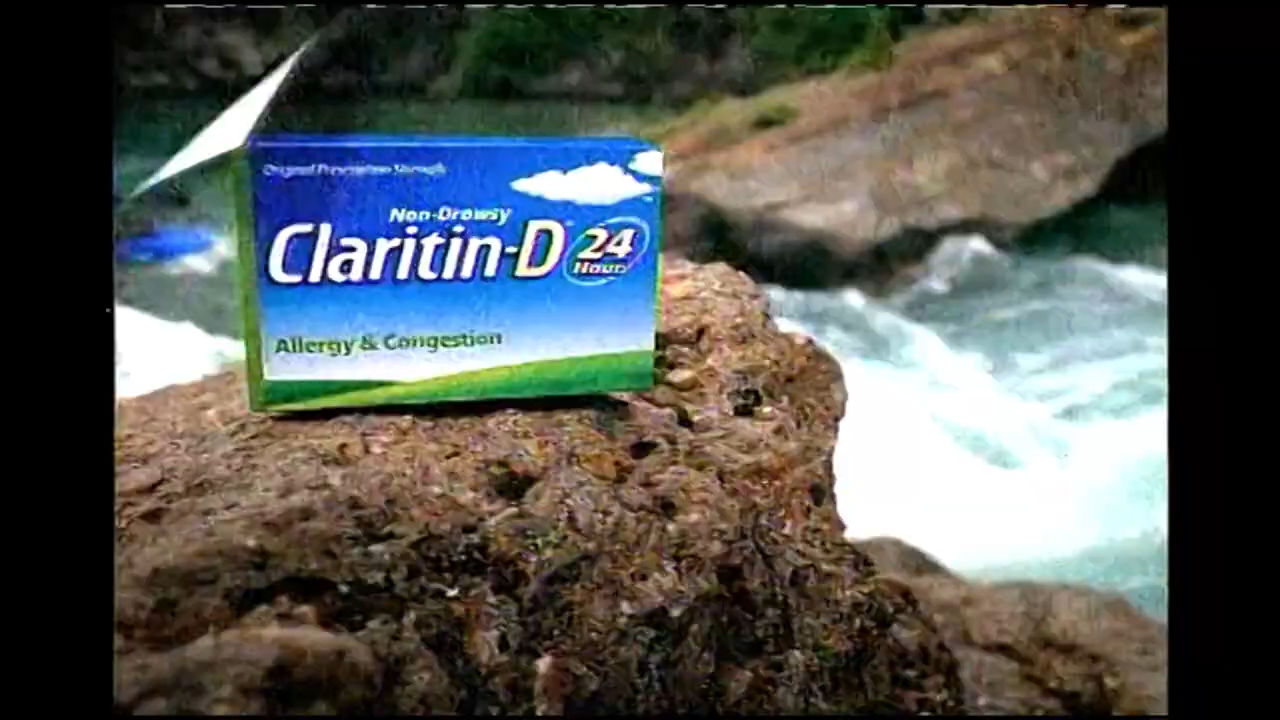 Original Prescription Strength
Non-Drowsy
Claritin-D 24
Hour
Allergy & Congestion